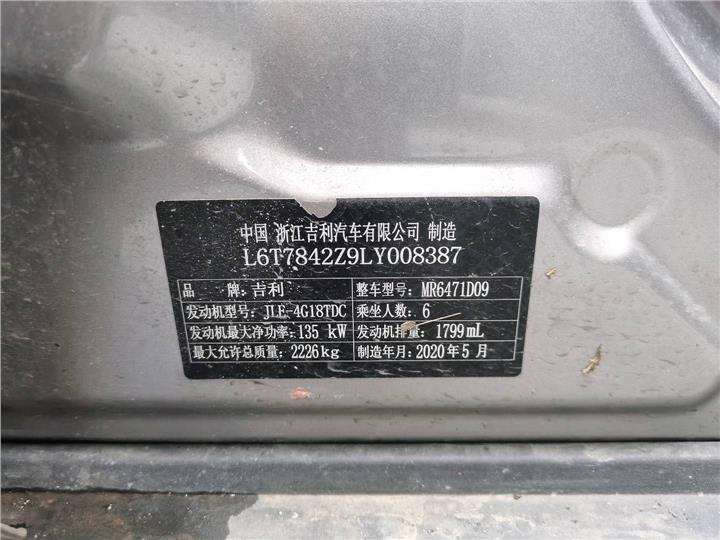 中国 浙江吉利汽车有限公司 制造
L6T7842Z9LY008387
品 牌:吉利 整车型号:MR6471D09
发动机型号:JLE-4G18TDC 乘坐人数:6
发动机最大净功率:135 kW 发动机排量:1799mL
最大允许总质量:2226kg 制造年月:2020年5月